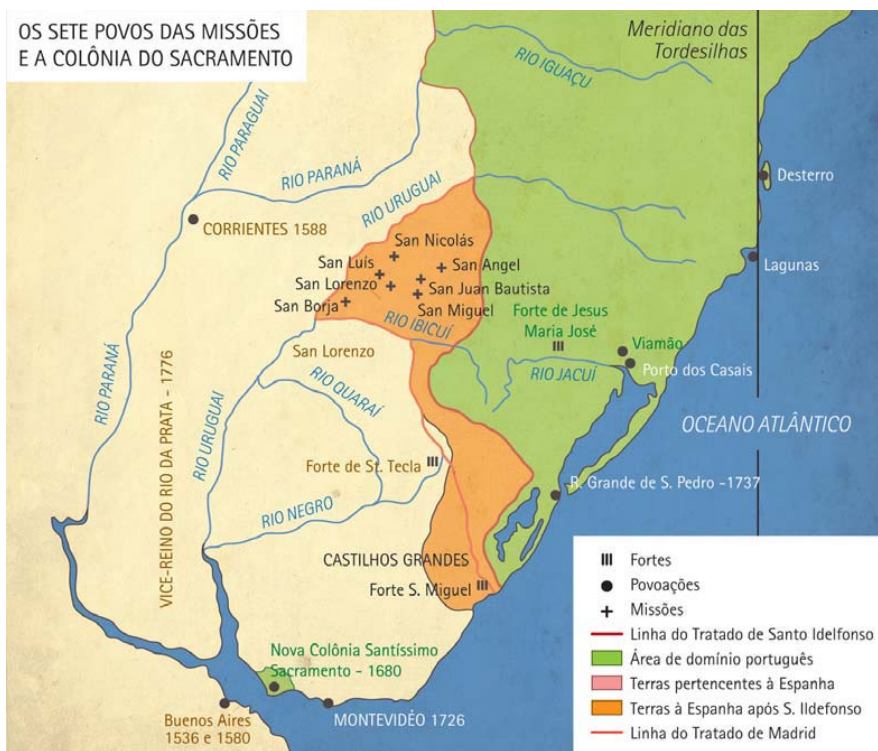 OS SETE POVOS DAS MISSÕES
E A COLÔNIA DO SACRAMENTO
Meridiano das
Tordesilhas
RIO IGUAÇU
RIO PARAGUAI
RIO PARANÁ
RIO URUGUAI
Desterro
CORRIENTES 1588
San Nicolás
San Luís
San Angel
San Lorenzo
San Juan Bautista
San Borja
San Miguel
Lagunas
Forte de Jesus
Maria José
RIO IBICUÍ
Viamão
San Lorenzo
Porto dos Casais
RIO JACUÍ
RIO QUARAÍ
RIO PARANÁ
RIO URUGUAI
VICE-REINO DO RIO DA PRATA - 1776
OCEANO ATLÂNTICO
Forte de St. Tecla
R. Grande de S. Pedro -1737
RIO NEGRO
CASTILHOS GRANDES
Forte S. Miguel
Nova Colônia Santíssimo
Sacramento - 1680
Buenos Aires
1536 e 1580
MONTEVIDÉO 1726
Fortes
Povoações
Missões
Linha do Tratado de Santo Idelfonso
Área de domínio português
Terras pertencentes à Espanha
Terras à Espanha após S. Ildefonso
Linha do Tratado de Madrid